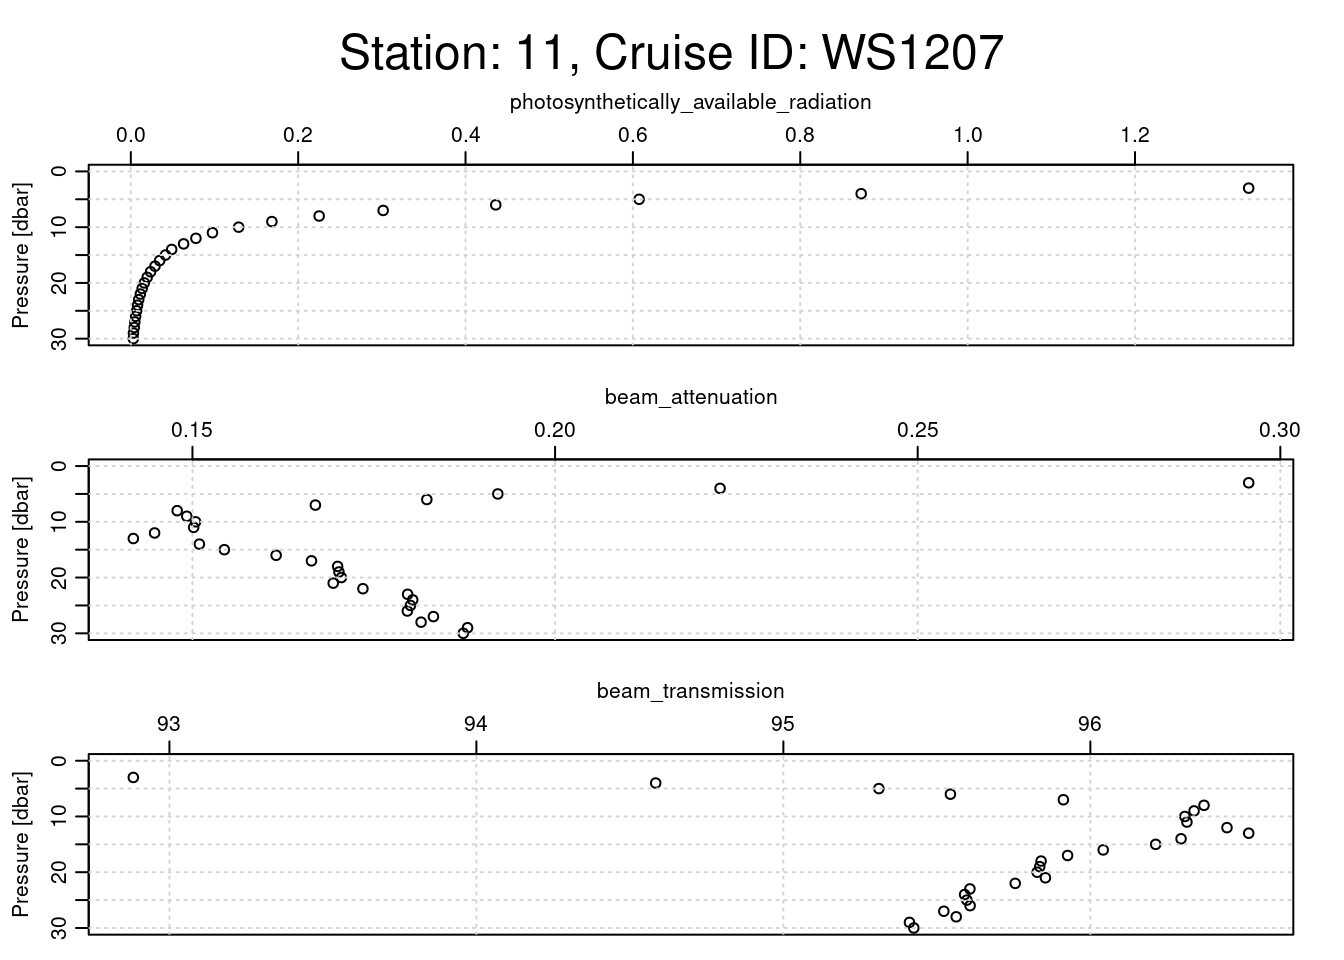 Station: 11, Cruise ID: WS1207
photosynthetically_available_radiation
0.0 0.2 0.4 0.6 0.8 1.0 1.2
Pressure [dbar]
0
10
20
30
beam_attenuation
0.15 0.20 0.25 0.30
Pressure [dbar]
0
10
20
30
beam_transmission
93 94 95 96
Pressure [dbar]
0
10
20
30